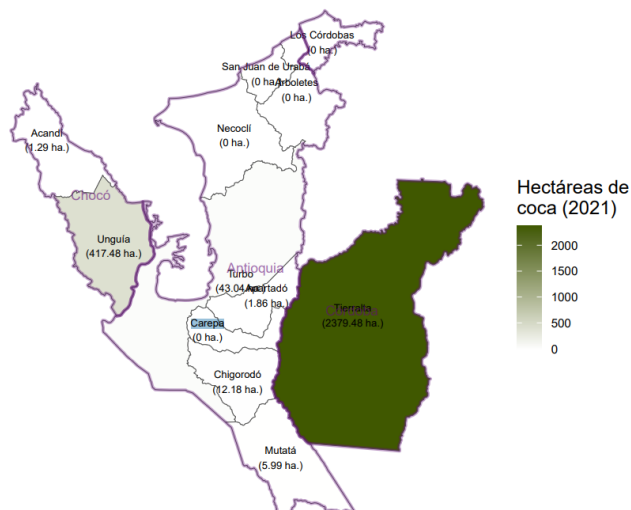 Los Córdobas
(0 ha.)
San Juan de Urabá
(0 ha.)
Arboletes
(0 ha.)
Necoclí
(0 ha.)
Acandí
(1.29 ha.)
Chocó
Unguía
(417.48 ha.)
Antioquia
Turbo
(43.04 ha.)
Apartadó
(1.86 ha.)
Carepa
(0 ha.)
Chigorodó
(12.18 ha.)
Mutatá
(5.99 ha.)
Córdoba
Tierralta
(2379.48 ha.)
Hectáreas de
coca (2021)
2000
1500
1000
500
0